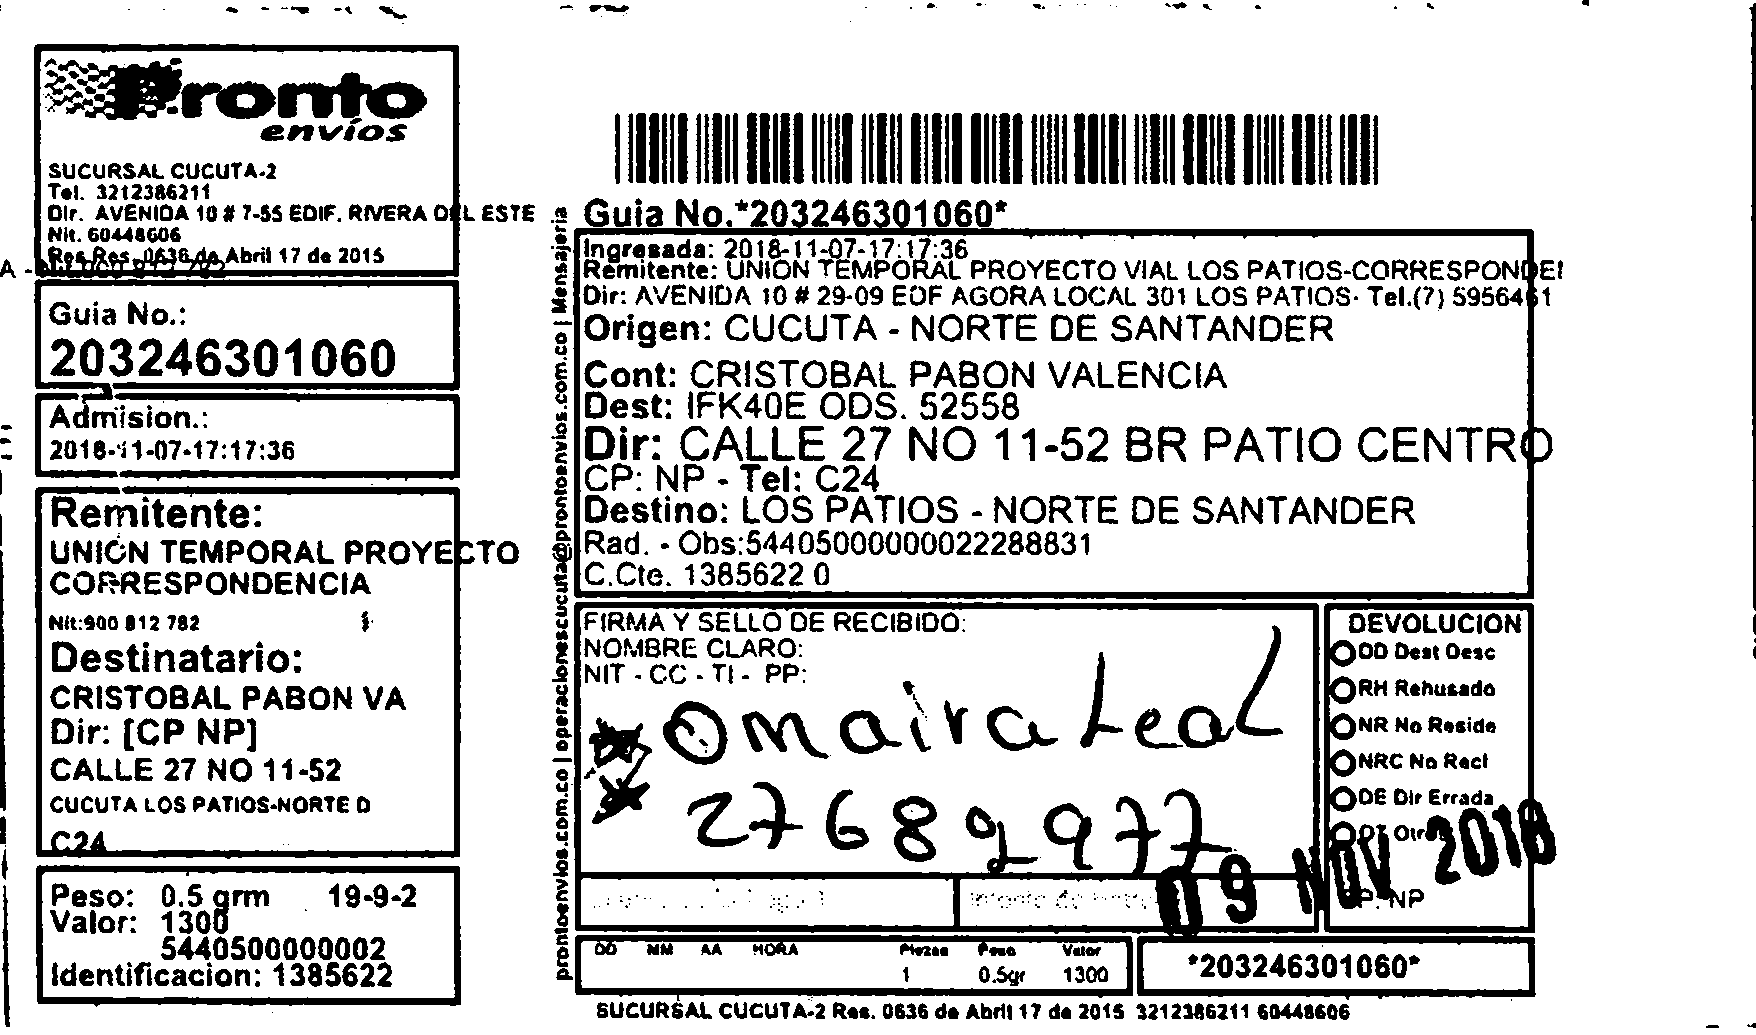 Pronto
envíos
SUCURSAL CUCUTA-2
Tel. 3212386211
Dir. AVENIDA 10 # 7-55 EDIF. RIVERA DEL ESTE
Nit. 60448606
Res Res. 0636 de Abril 17 de 2015
Guia No.:
203246301060
Admision.:
2018-11-07-17:17:36
Remitente:
UNION TEMPORAL PROYECTO
CORRESPONDENCIA
Nit:900 812 782
Destinatario:
CRISTOBAL PABON VA
Dir: [CP NP]
CALLE 27 NO 11-52
CUCUTA LOS PATIOS-NORTE D
C24
Peso: 0.5 grm 19-9-2
Valor: 1300
5440500000002
Identificacion: 1385622
prontoenvios.com.co | operacionescucuta@prontoenvios.com.co | Mensajeria
Guia No.*203246301060*
Ingresada: 2018-11-07-17:17:36
Remitente: UNION TEMPORAL PROYECTO VIAL LOS PATIOS-CORRESPONDEI
Dir: AVENIDA 10 # 29-09 EDF AGORA LOCAL 301 LOS PATIOS- Tel.(7) 5956461
Origen: CUCUTA - NORTE DE SANTANDER
Cont: CRISTOBAL PABON VALENCIA
Dest: IFK40E ODS. 52558
Dir: CALLE 27 NO 11-52 BR PATIO CENTRO
CP: NP - Tel: C24
Destino: LOS PATIOS - NORTE DE SANTANDER
Rad. - Obs:54405000000022288831
C.Cte. 1385622 0
FIRMA Y SELLO DE RECIBIDO:
NOMBRE CLARO:
NIT - CC - TI - PP:
Omaira Leal
27689977
DEVOLUCION
DD Dest Desc
RH Rehusado
NR No Reside
NRC No Recl
DE Dir Errada
OT Otros
09 NOV 2018
CP: NP
DD MM AA HORA Piezas Peso Valor
1 0.5gr 1300
*203246301060*
SUCURSAL CUCUTA-2 Res. 0636 de Abril 17 de 2015 3212386211 60448606